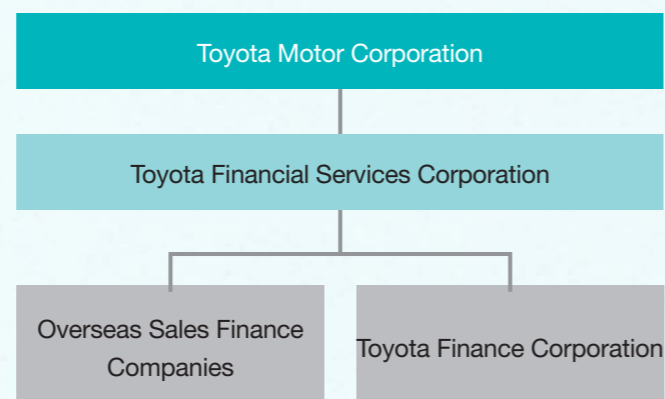 Toyota Motor Corporation
Toyota Financial Services Corporation
Overseas Sales Finance
Companies
Toyota Finance Corporation